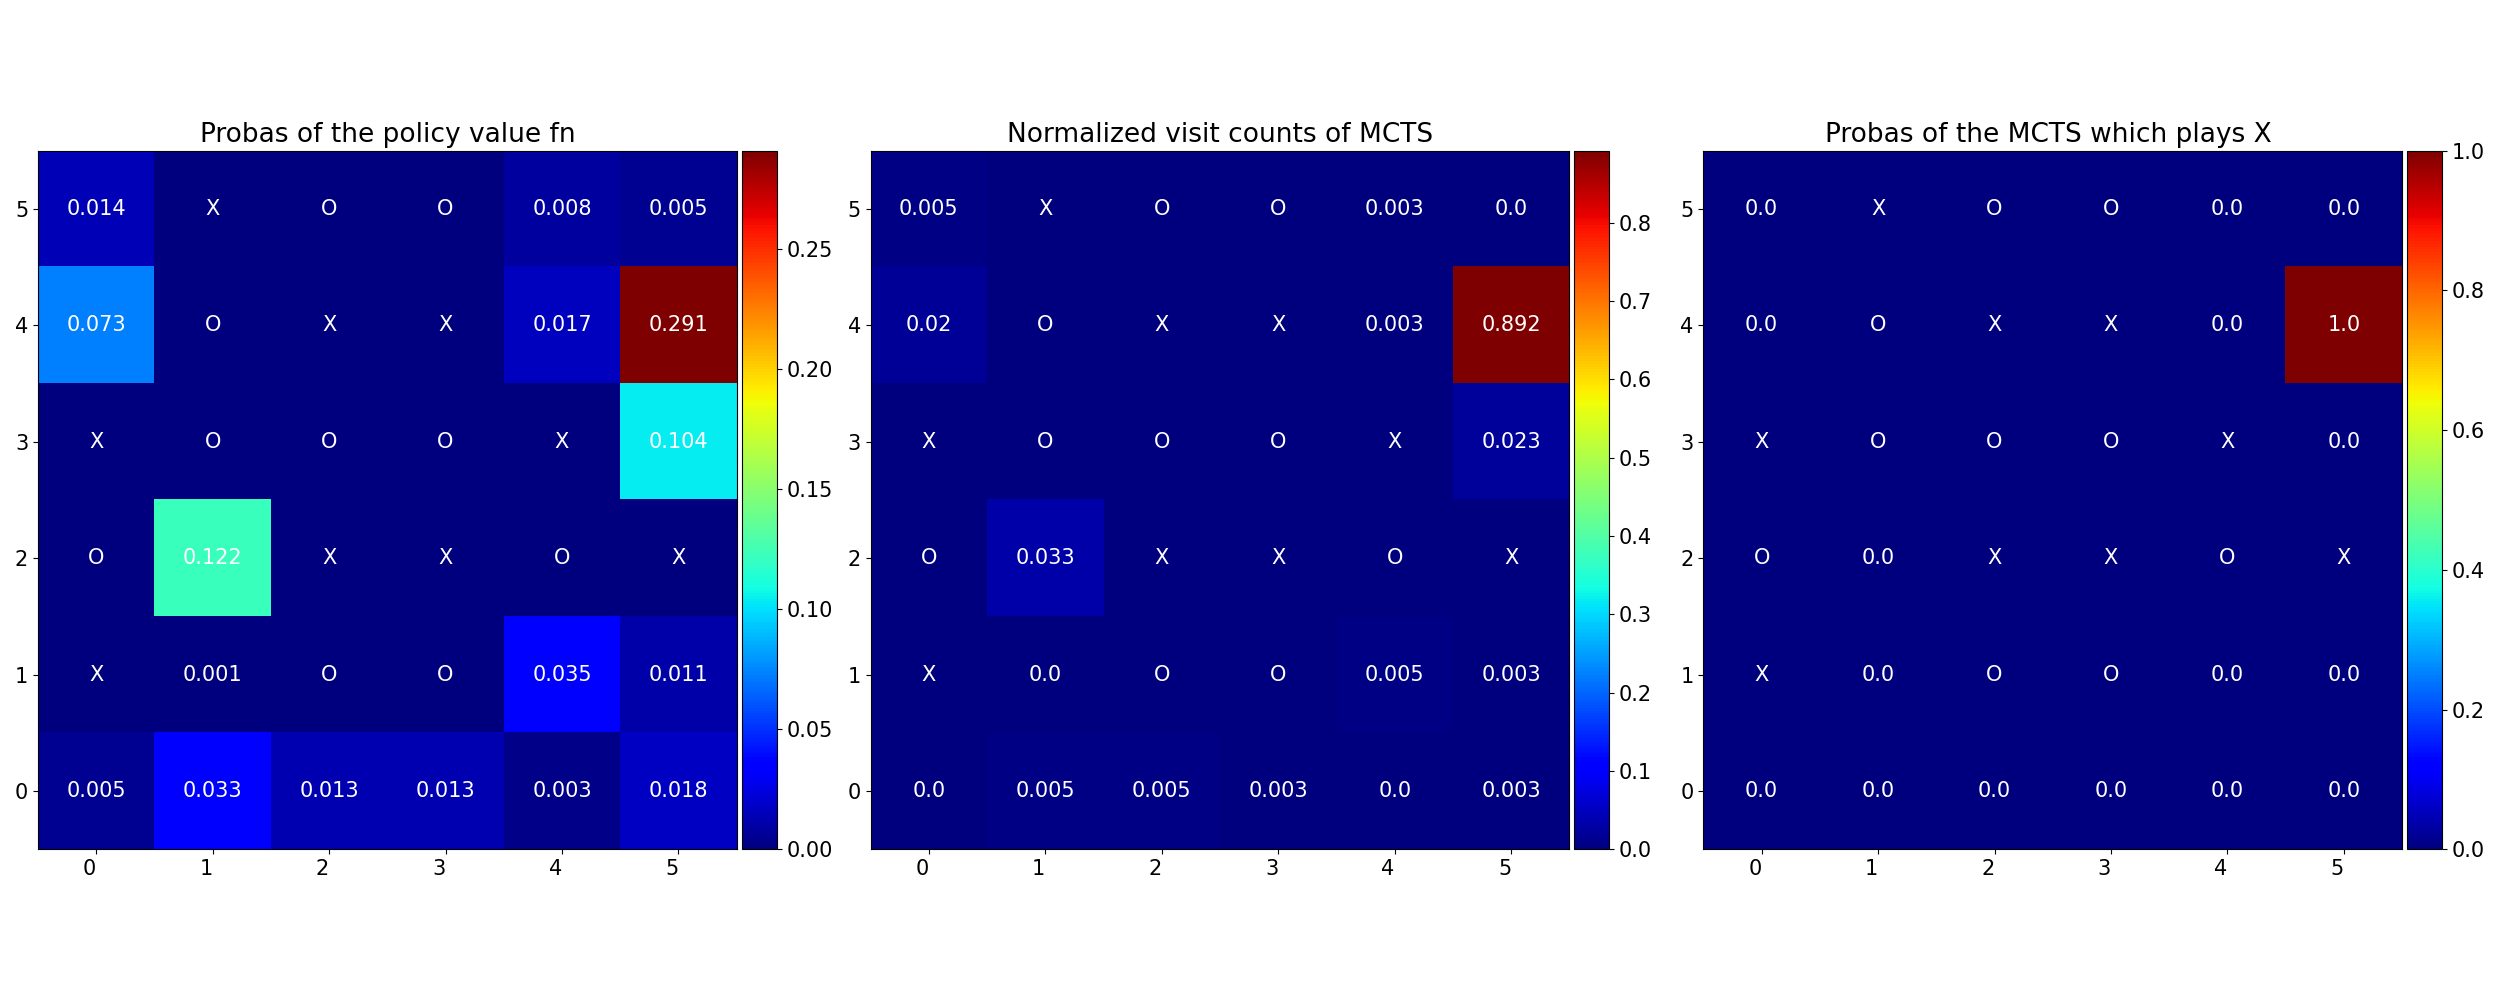 Probas of the policy value fn
5 0.014 X O O 0.008 0.005
4 0.073 O X X 0.017 0.291
3 X O O O X 0.104
2 O 0.122 X X O X
1 X 0.001 O O 0.035 0.011
0 0.005 0.033 0.013 0.013 0.003 0.018
0 1 2 3 4 5
0.25
0.20
0.15
0.10
0.05
0.00
Normalized visit counts of MCTS
5 0.005 X O O 0.003 0.0
4 0.02 O X X 0.003 0.892
3 X O O O X 0.023
2 O 0.033 X X O X
1 X 0.0 O O 0.005 0.003
0 0.0 0.005 0.005 0.003 0.0 0.003
0 1 2 3 4 5
0.8
0.7
0.6
0.5
0.4
0.3
0.2
0.1
0.0
Probas of the MCTS which plays X
5 0.0 X O O 0.0 0.0
4 0.0 O X X 0.0 1.0
3 X O O O X 0.0
2 O 0.0 X X O X
1 X 0.0 O O 0.0 0.0
0 0.0 0.0 0.0 0.0 0.0 0.0
0 1 2 3 4 5
1.0
0.8
0.6
0.4
0.2
0.0